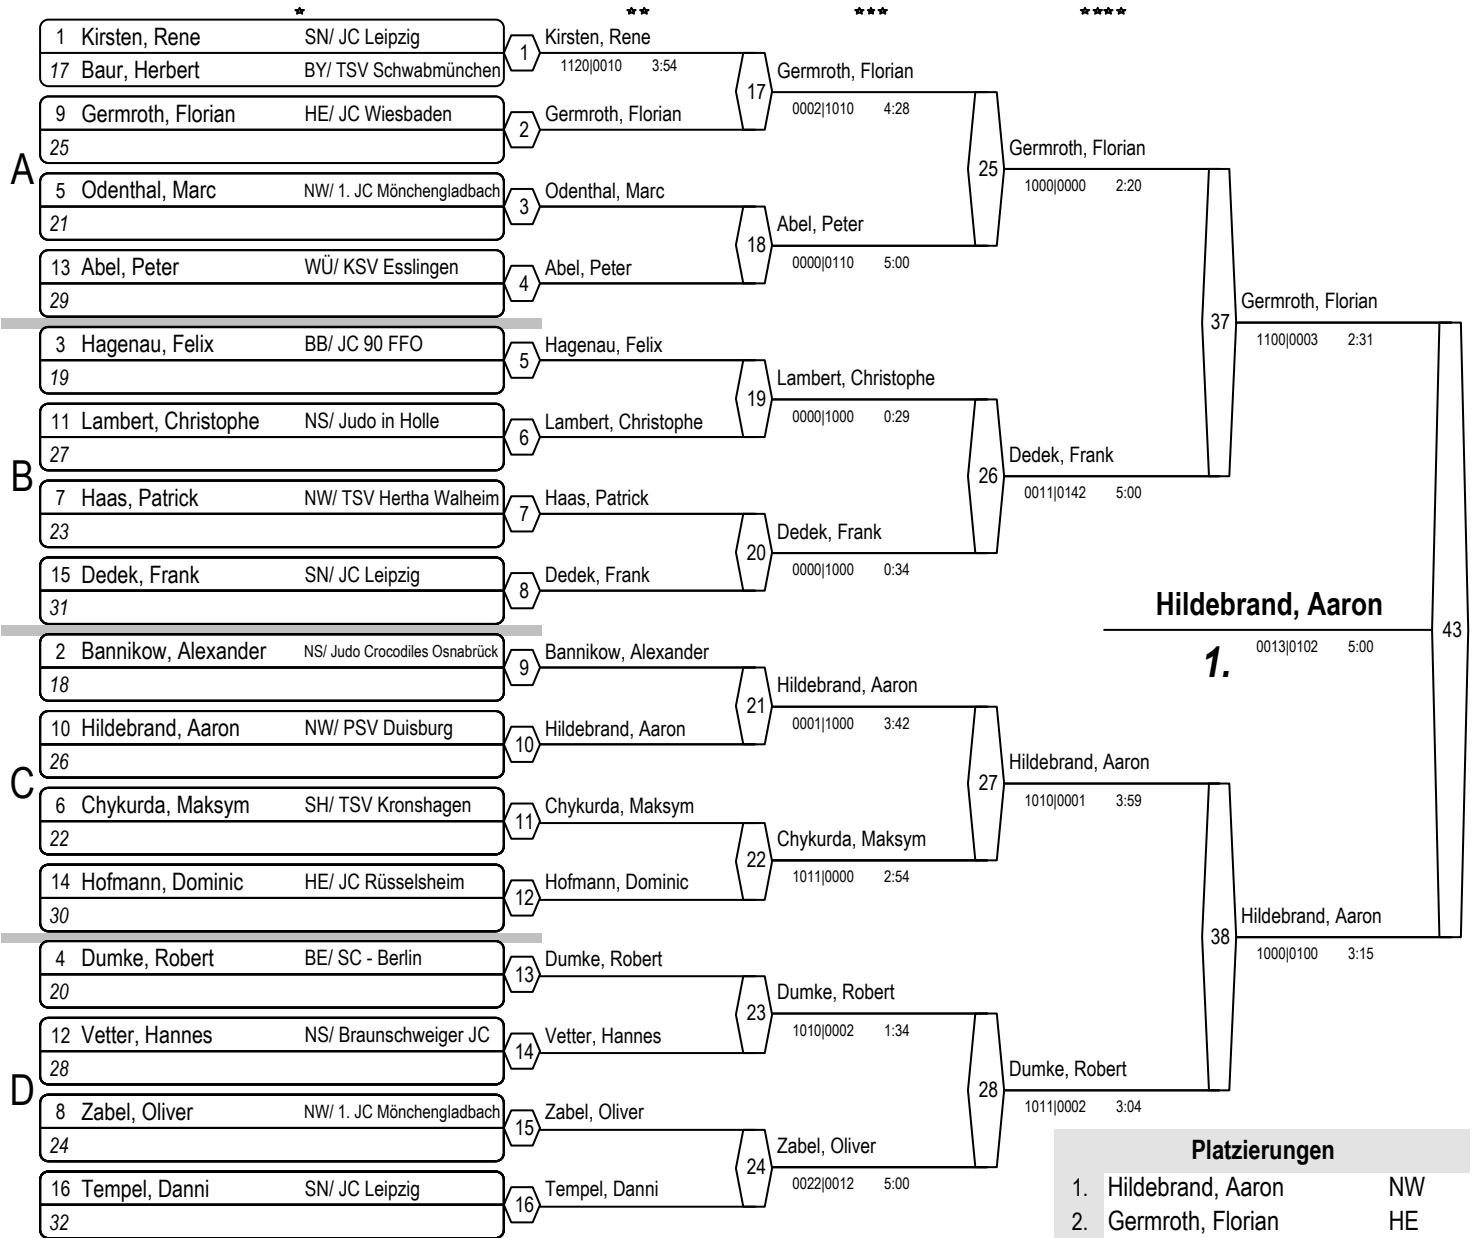 * ** *** ****
A
1 Kirsten, Rene SN/ JC Leipzig
17 Baur, Herbert BY/ TSV Schwabmünchen
9 Germroth, Florian HE/ JC Wiesbaden
25
5 Odenthal, Marc NW/ 1. JC Mönchengladbach
21
13 Abel, Peter WÜ/ KSV Esslingen
29
B
3 Hagenau, Felix BB/ JC 90 FFO
19
11 Lambert, Christophe NS/ Judo in Holle
27
7 Haas, Patrick NW/ TSV Hertha Walheim
23
15 Dedek, Frank SN/ JC Leipzig
31
C
2 Bannikow, Alexander NS/ Judo Crocodiles Osnabrück
18
10 Hildebrand, Aaron NW/ PSV Duisburg
26
6 Chykurda, Maksym SH/ TSV Kronshagen
22
14 Hofmann, Dominic HE/ JC Rüsselsheim
30
D
4 Dumke, Robert BE/ SC - Berlin
20
12 Vetter, Hannes NS/ Braunschweiger JC
28
8 Zabel, Oliver NW/ 1. JC Mönchengladbach
24
16 Tempel, Danni SN/ JC Leipzig
32
1 Kirsten, Rene
1120|0010 3:54
2 Germroth, Florian
3 Odenthal, Marc
4 Abel, Peter
5 Hagenau, Felix
6 Lambert, Christophe
7 Haas, Patrick
8 Dedek, Frank
9 Bannikow, Alexander
10 Hildebrand, Aaron
11 Chykurda, Maksym
12 Hofmann, Dominic
13 Dumke, Robert
14 Vetter, Hannes
15 Zabel, Oliver
16 Tempel, Danni
17 Germroth, Florian
0002|1010 4:28
18 Abel, Peter
0000|0110 5:00
19 Lambert, Christophe
0000|1000 0:29
20 Dedek, Frank
0000|1000 0:34
21 Hildebrand, Aaron
0001|1000 3:42
22 Chykurda, Maksym
1011|0000 2:54
23 Dumke, Robert
1010|0002 1:34
24 Zabel, Oliver
0022|0012 5:00
25 Germroth, Florian
1000|0000 2:20
26 Dedek, Frank
0011|0142 5:00
27 Hildebrand, Aaron
1010|0001 3:59
28 Dumke, Robert
1011|0002 3:04
37 Germroth, Florian
1100|0003 2:31
38 Hildebrand, Aaron
1000|0100 3:15
43 Hildebrand, Aaron
1. 0013|0102 5:00
Platzierungen
1. Hildebrand, Aaron NW
2. Germroth, Florian HE